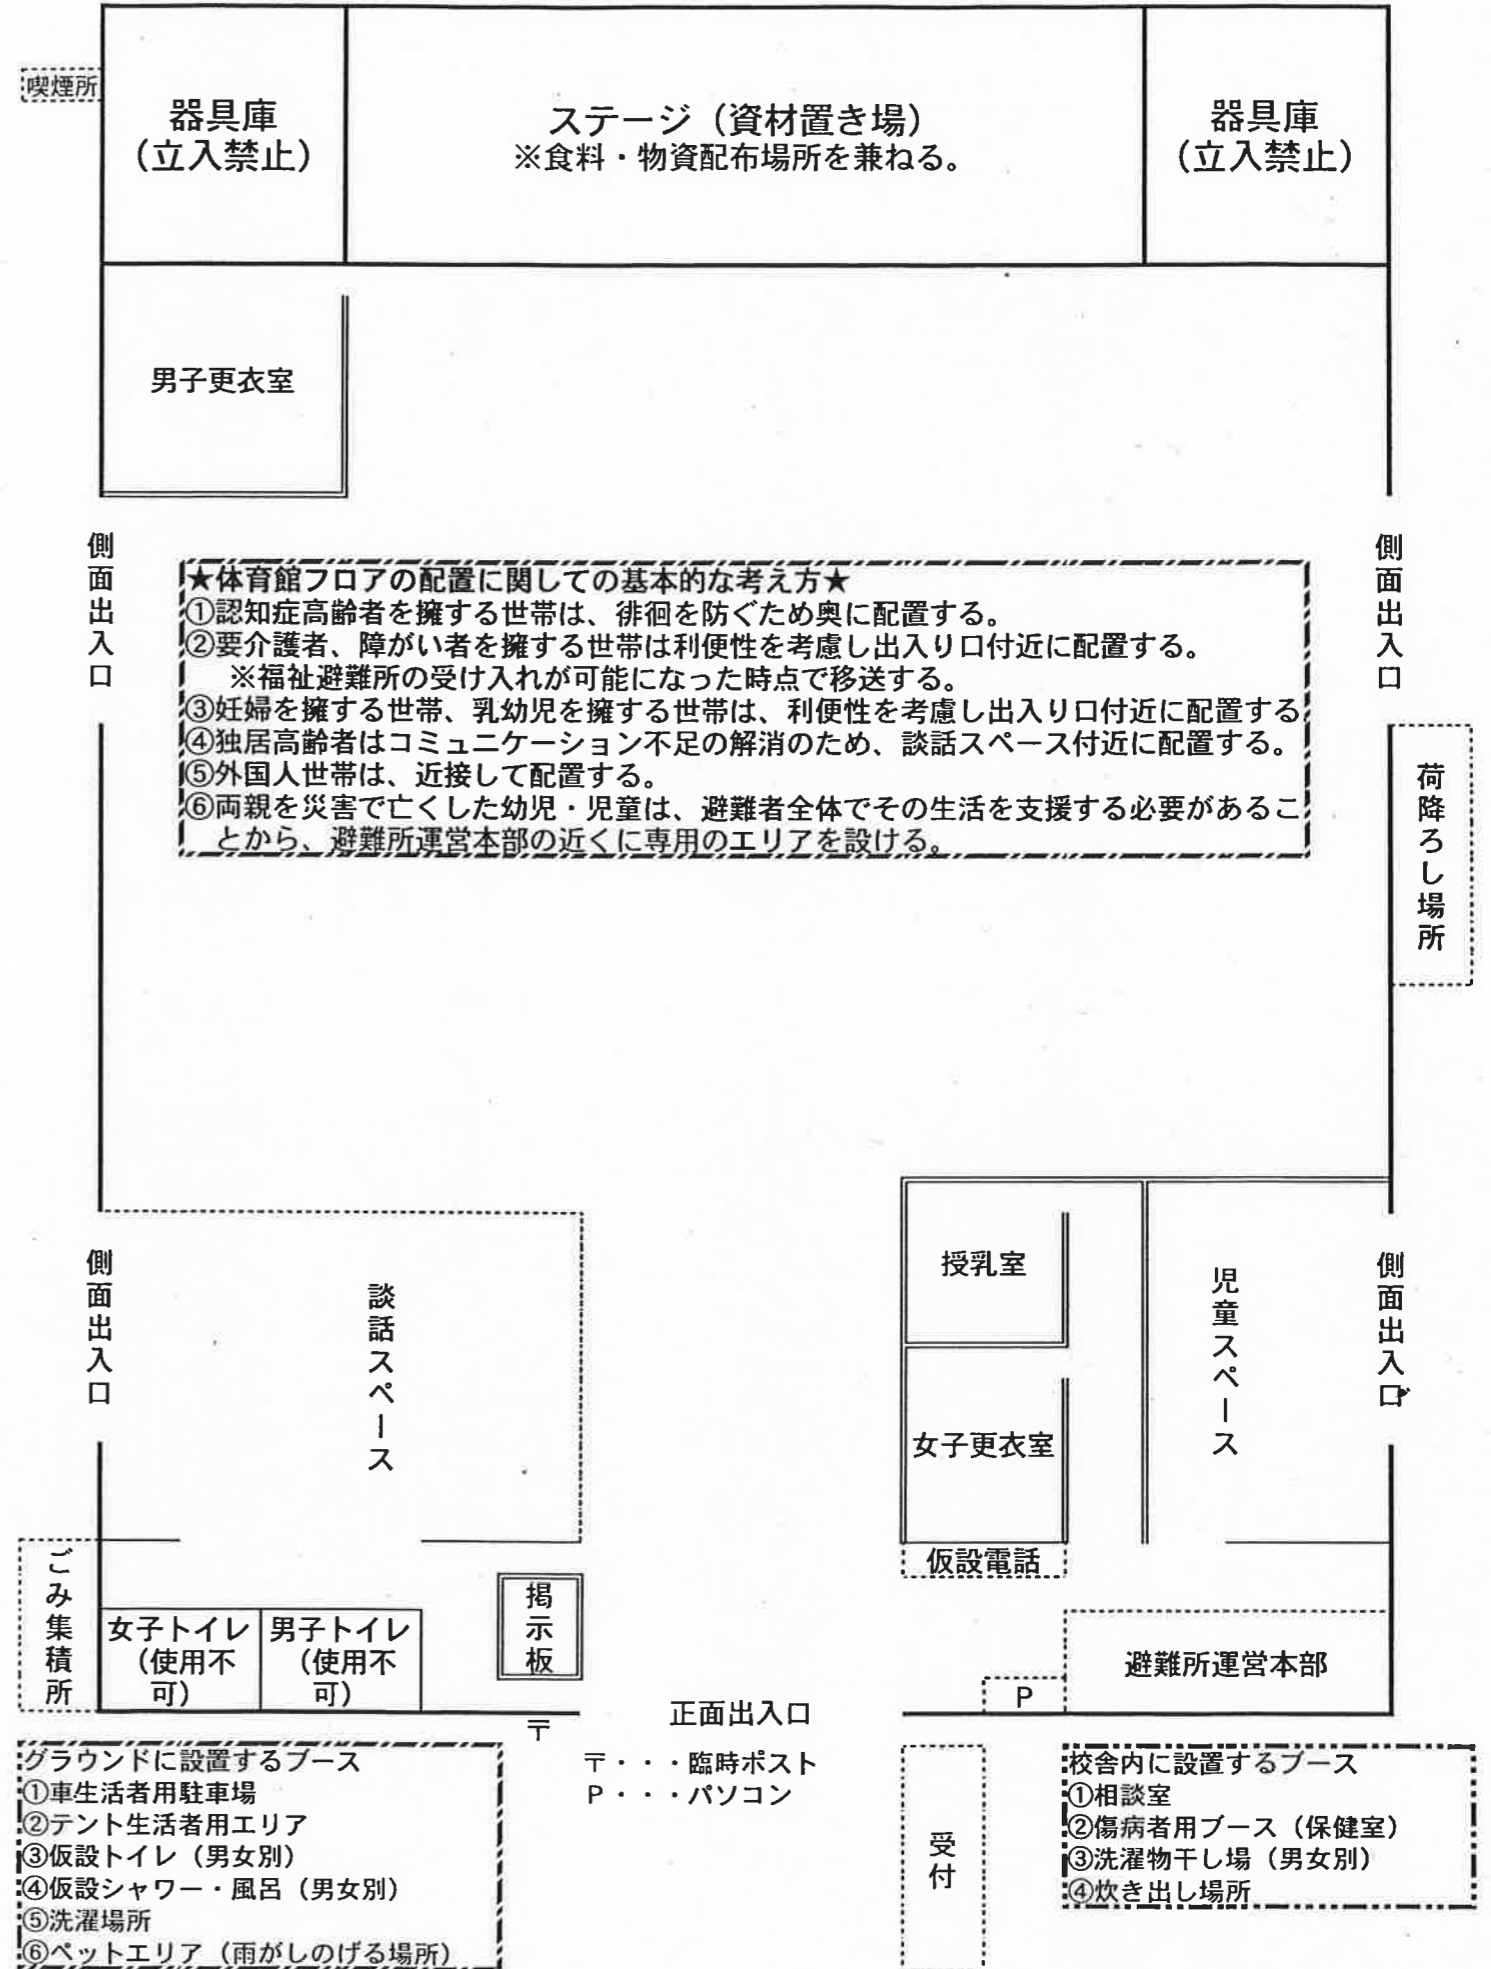 喫煙所
器具庫
（立入禁止）
ステージ（資材置き場）
※食料・物資配布場所を兼ねる。
器具庫
（立入禁止）
男子更衣室
側面出入口
側面出入口
★体育館フロアの配置に関しての基本的な考え方★
①認知症高齢者を擁する世帯は、徘徊を防ぐため奥に配置する。
②要介護者、障がい者を擁する世帯は利便性を考慮し出入り口付近に配置する。
※福祉避難所の受け入れが可能になった時点で移送する。
③妊婦を擁する世帯、乳幼児を擁する世帯は、利便性を考慮し出入り口付近に配置する
④独居高齢者はコミュニケーション不足の解消のため、談話スペース付近に配置する。
⑤外国人世帯は、近接して配置する。
⑥両親を災害で亡くした幼児・児童は、避難者全体でその生活を支援する必要があるこ
とから、避難所運営本部の近くに専用のエリアを設ける。
荷降ろし場所
側面出入口
談話スペース
授乳室
児童スペース
側面出入口
女子更衣室
仮設電話
ごみ集積所
女子トイレ
（使用不
可）
男子トイレ
（使用不
可）
掲示板
避難所運営本部
P
正面出入口
〒
〒・・・臨時ポスト
P・・・パソコン
グラウンドに設置するブース
①車生活者用駐車場
②テント生活者用エリア
③仮設トイレ（男女別）
④仮設シャワー・風呂（男女別）
⑤洗濯場所
⑥ペットエリア（雨がしのげる場所）
受付
校舎内に設置するブース
①相談室
②傷病者用ブース（保健室）
③洗濯物干し場（男女別）
④炊き出し場所